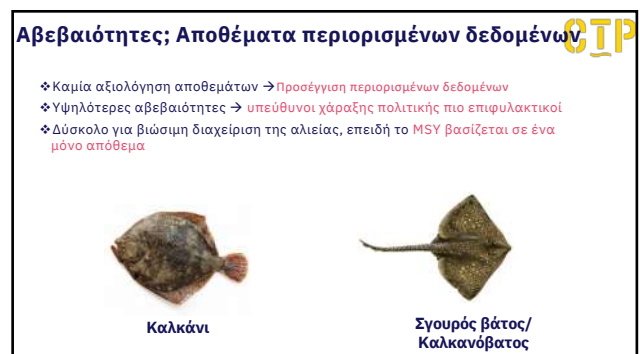 Αβεβαιότητες; Αποθέματα περιορισμένων δεδομένων
CTP
❖Καμία αξιολόγηση αποθεμάτων →Προσέγγιση περιορισμένων δεδομένων
❖Υψηλότερες αβεβαιότητες → υπεύθυνοι χάραξης πολιτικής πιο επιφυλακτικοί
❖Δύσκολο για βιώσιμη διαχείριση της αλιείας, επειδή το MSY βασίζεται σε ένα
μόνο απόθεμα
Καλκάνι
Σγουρός βάτος/
Καλκανόβατος